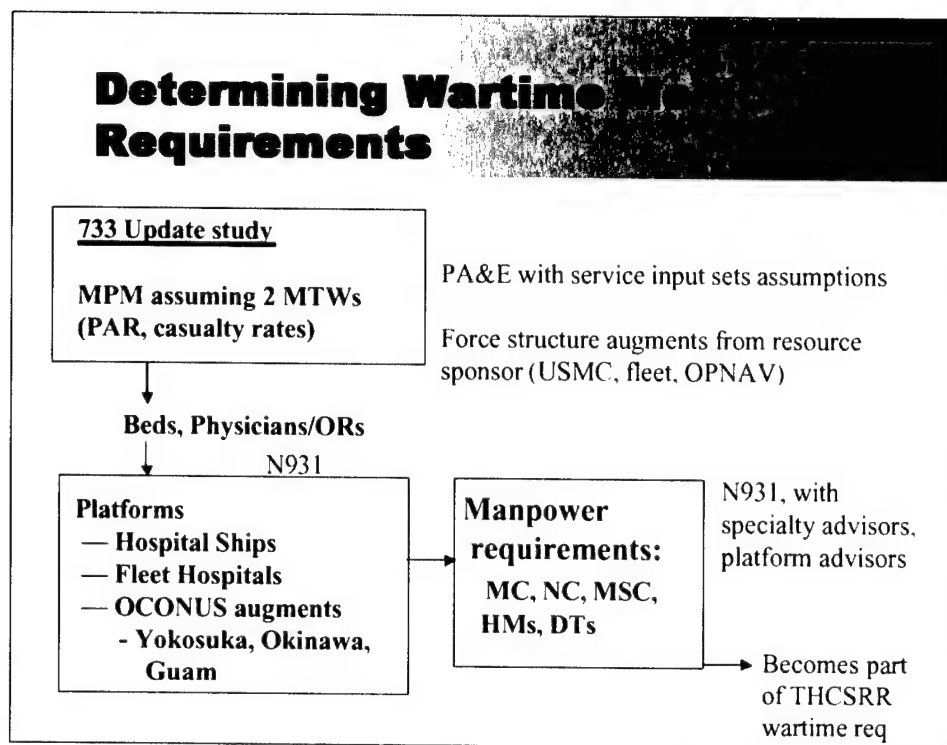 Determining Wartime
Requirements
733 Update study
MPM assuming 2 MTWs
(PAR, casualty rates)
PA&E with service input sets assumptions
Force structure augments from resource
sponsor (USMC, fleet, OPNAV)
Beds, Physicians/ORs
N931
Platforms
— Hospital Ships
— Fleet Hospitals
— OCONUS augments
- Yokosuka, Okinawa,
Guam
Manpower
requirements:
MC, NC, MSC,
HMs, DTs
N931, with
specialty advisors,
platform advisors
Becomes part
of THCSRR
wartime req